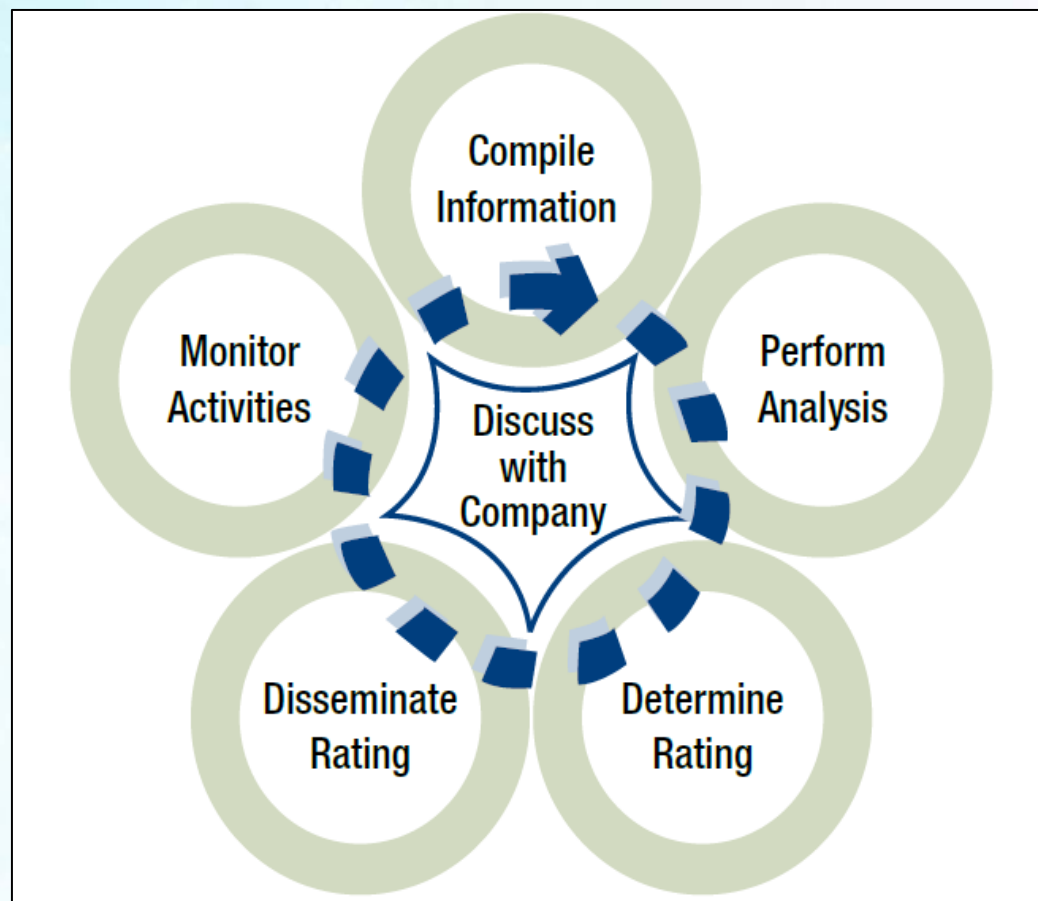 Compile
Information
Perform
Analysis
Determine
Rating
Disseminate
Rating
Monitor
Activities
Discuss
with
Company